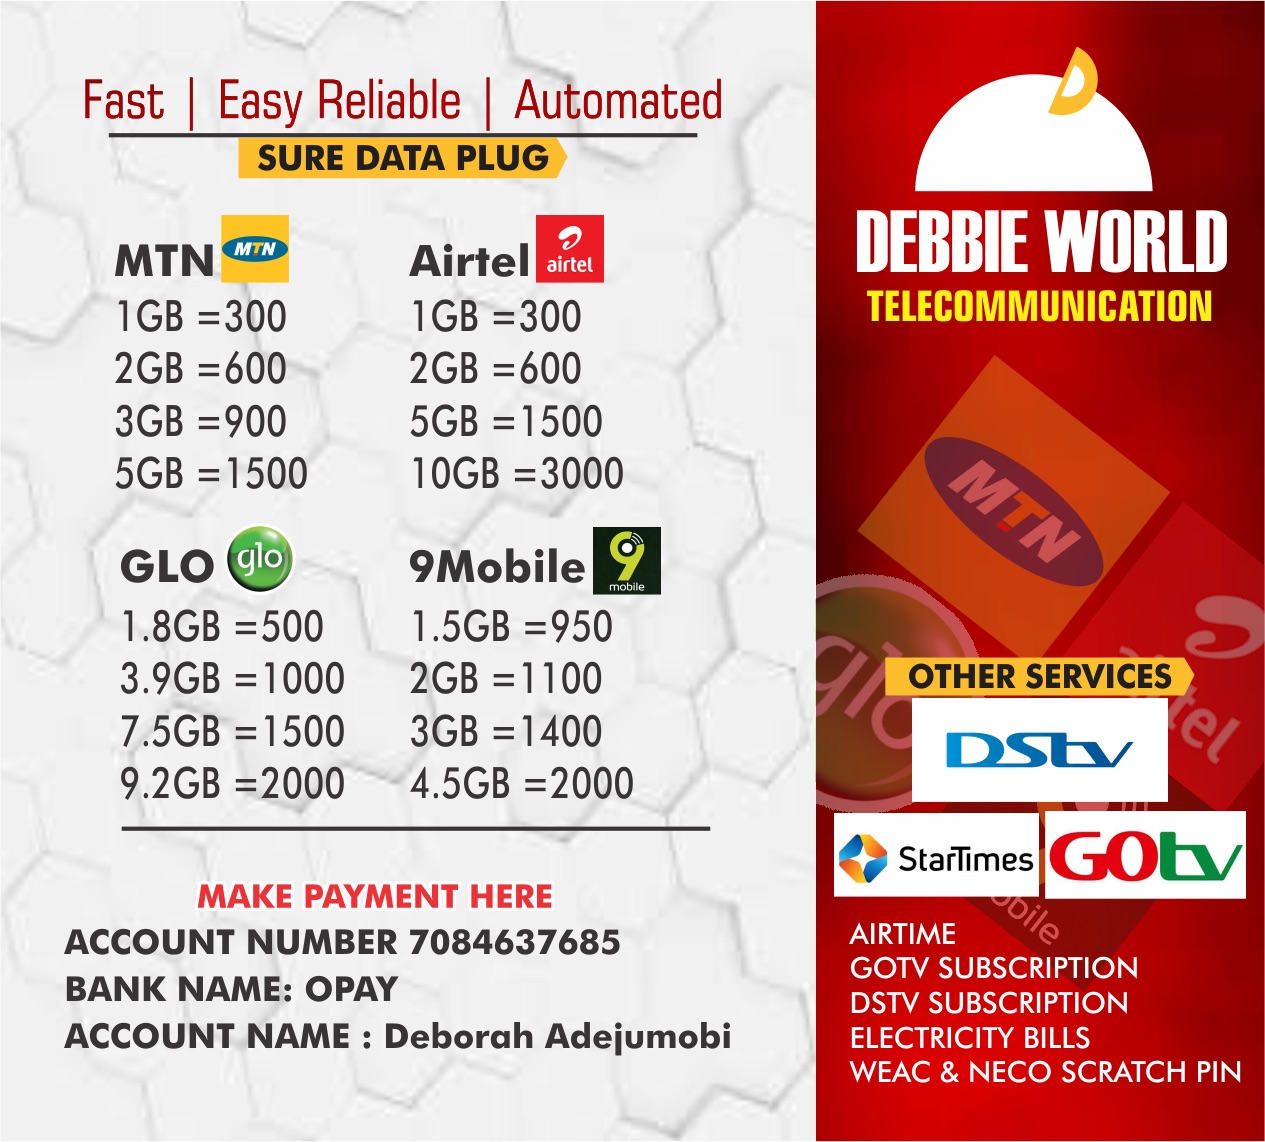 Fast | Easy Reliable | Automated
SURE DATA PLUG
MTN MTN
1GB =300
2GB =600
3GB =900
5GB =1500
Airtel airtel
1GB =300
2GB =600
5GB =1500
10GB =3000
GLO glo
1.8GB =500
3.9GB =1000
7.5GB =1500
9.2GB =2000
9Mobile 9 mobile
1.5GB =950
2GB =1100
3GB =1400
4.5GB =2000
MAKE PAYMENT HERE
ACCOUNT NUMBER 7084637685
BANK NAME: OPAY
ACCOUNT NAME : Deborah Adejumobi
DEBBIE WORLD
TELECOMMUNICATION
MTN
glo
airtel
OTHER SERVICES
DStv
StarTimes
GOtv
mobile
AIRTIME
GOTV SUBSCRIPTION
DSTV SUBSCRIPTION
ELECTRICITY BILLS
WEAC & NECO SCRATCH PIN